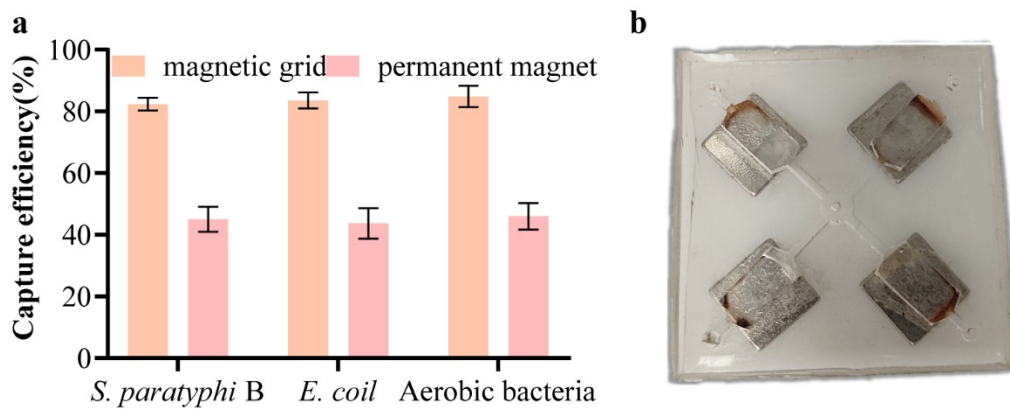 a
b
Capture efficiency(%)
100
80
60
40
20
0
magnetic grid
permanent magnet
S. paratyphi B
E. coil
Aerobic bacteria